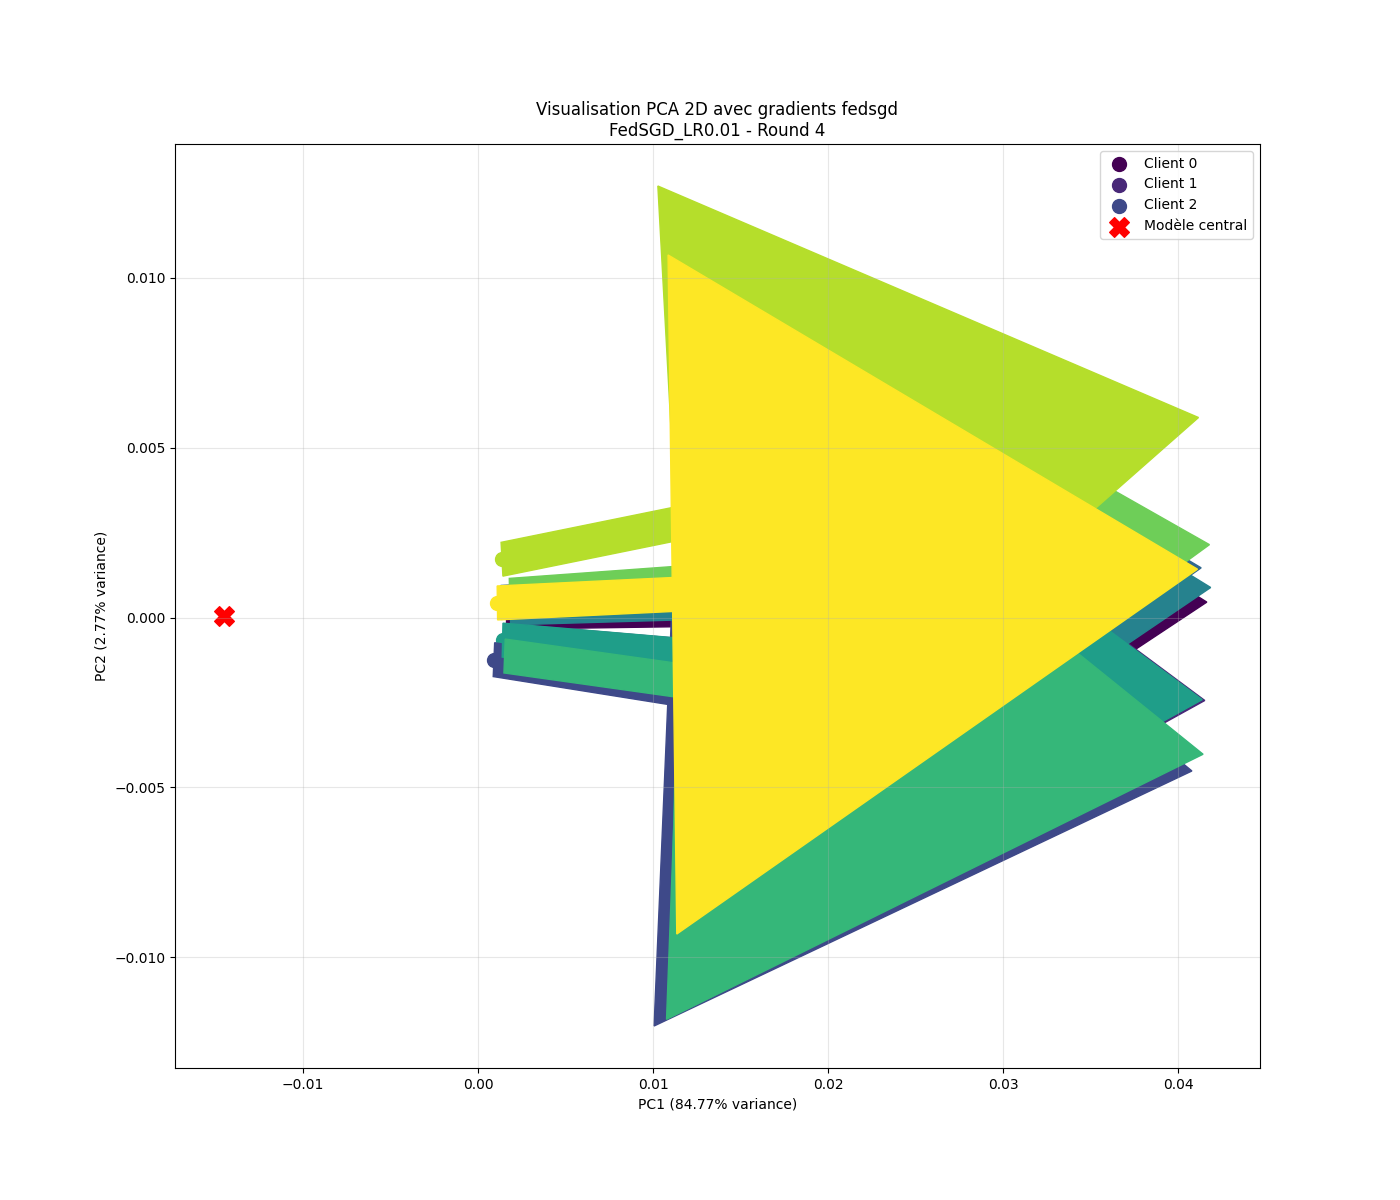 Visualisation PCA 2D avec gradients fedsgd
FedSGD_LR0.01 - Round 4
Client 0
Client 1
Client 2
Modèle central
0.010
0.005
0.000
−0.005
−0.010
PC2 (2.77% variance)
−0.01
0.00
0.01
0.02
0.03
0.04
PC1 (84.77% variance)